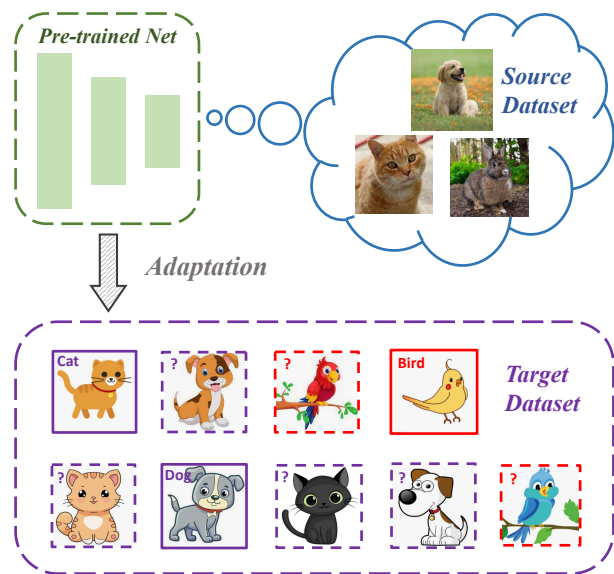 Pre-trained Net
Source
Dataset
Adaptation
Cat
?
?
Bird
Target
Dataset
?
Dog
?
?
?